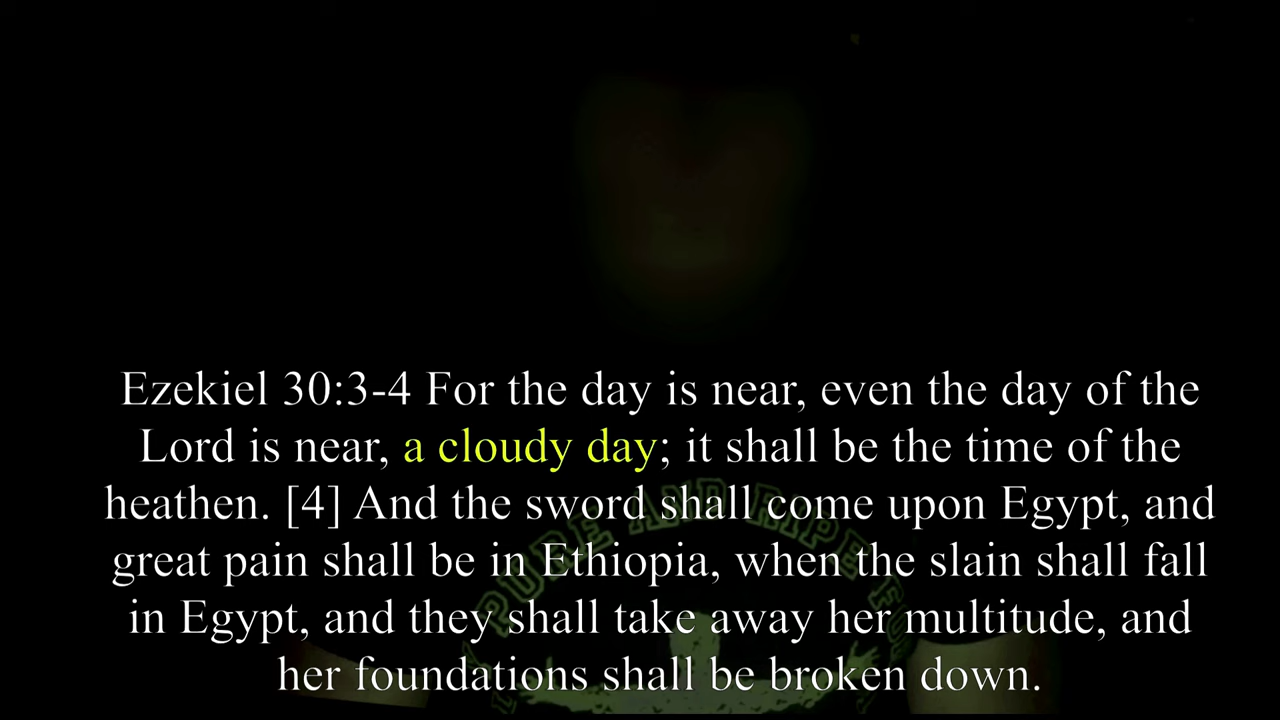 Ezekiel 30:3-4 For the day is near, even the day of the
Lord is near, a cloudy day; it shall be the time of the
heathen. [4] And the sword shall come upon Egypt, and
great pain shall be in Ethiopia, when the slain shall fall
in Egypt, and they shall take away her multitude, and
her foundations shall be broken down.
PURE AND RIPE